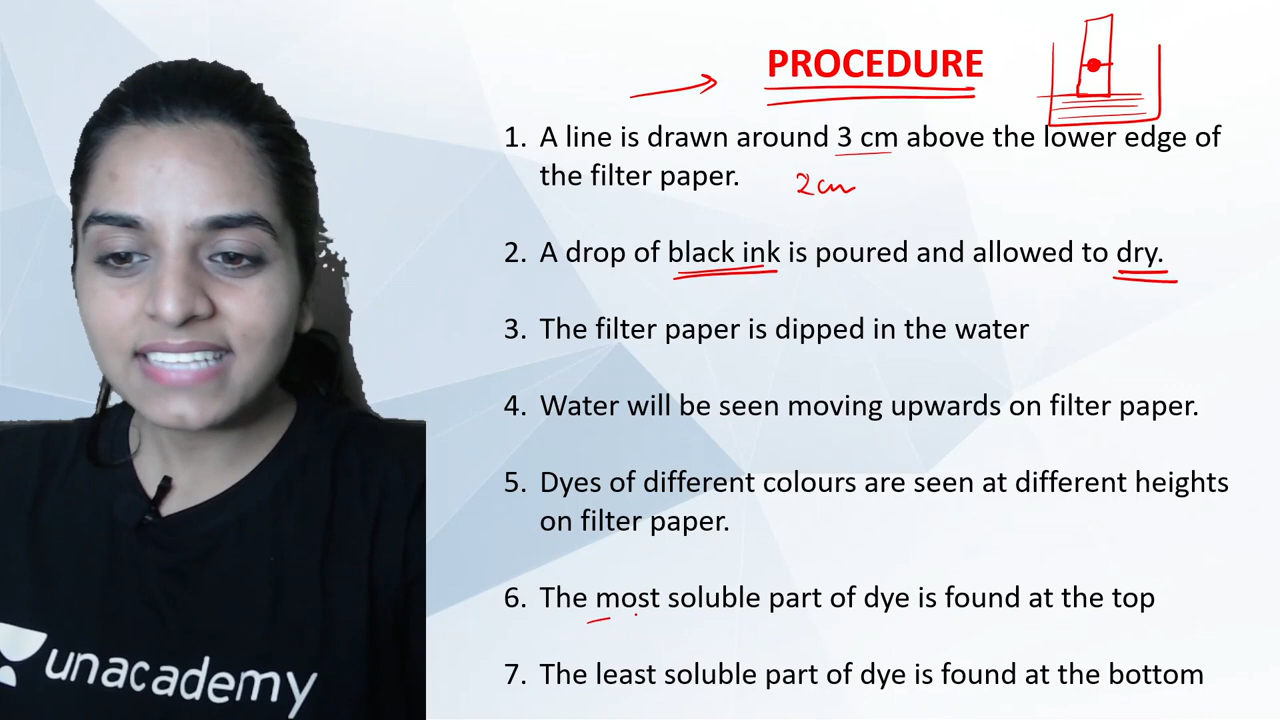 PROCEDURE
1. A line is drawn around 3 cm above the lower edge of
the filter paper.
2cm
2. A drop of black ink is poured and allowed to dry.
3. The filter paper is dipped in the water
4. Water will be seen moving upwards on filter paper.
5. Dyes of different colours are seen at different heights
on filter paper.
6. The most soluble part of dye is found at the top
7. The least soluble part of dye is found at the bottom
unacademy